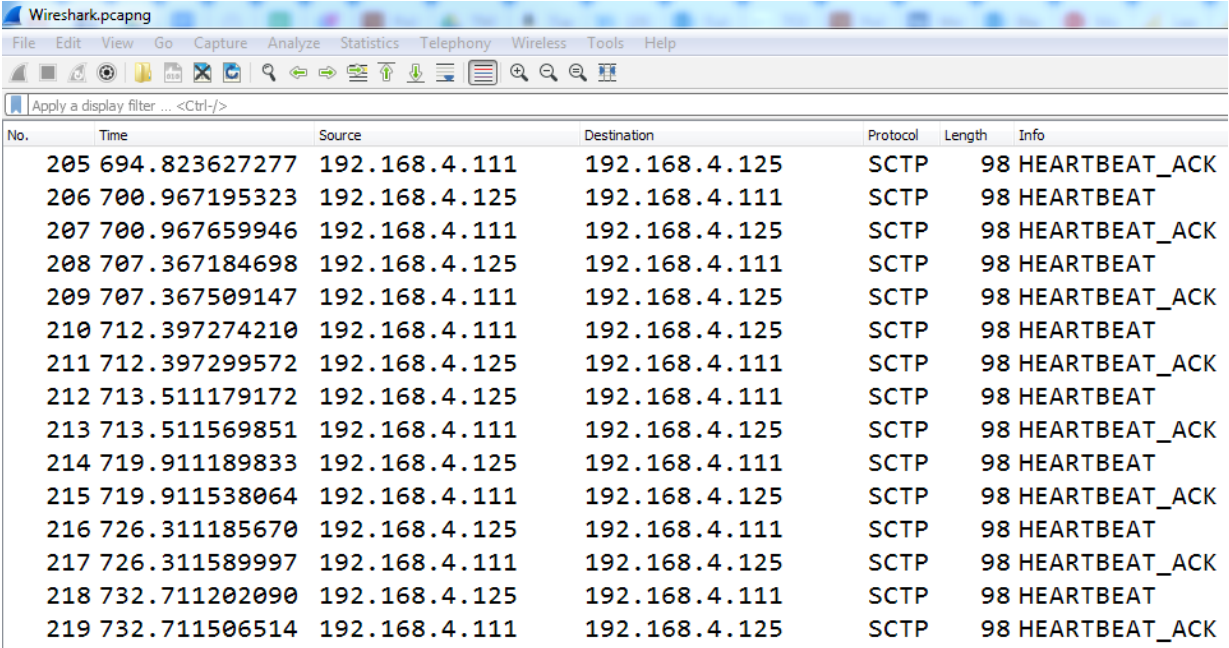 Wireshark.pcapng
File Edit View Go Capture Analyze Statistics Telephony Wireless Tools Help
Apply a display filter ... <Ctrl-/>
No. Time Source Destination Protocol Length Info
205 694.823627277 192.168.4.111 192.168.4.125 SCTP 98 HEARTBEAT_ACK
206 700.967195323 192.168.4.125 192.168.4.111 SCTP 98 HEARTBEAT
207 700.967659946 192.168.4.111 192.168.4.125 SCTP 98 HEARTBEAT_ACK
208 707.367184698 192.168.4.125 192.168.4.111 SCTP 98 HEARTBEAT
209 707.367509147 192.168.4.111 192.168.4.125 SCTP 98 HEARTBEAT_ACK
210 712.397274210 192.168.4.111 192.168.4.125 SCTP 98 HEARTBEAT
211 712.397299572 192.168.4.125 192.168.4.111 SCTP 98 HEARTBEAT_ACK
212 713.511179172 192.168.4.125 192.168.4.111 SCTP 98 HEARTBEAT
213 713.511569851 192.168.4.111 192.168.4.125 SCTP 98 HEARTBEAT_ACK
214 719.911189833 192.168.4.125 192.168.4.111 SCTP 98 HEARTBEAT
215 719.911538064 192.168.4.111 192.168.4.125 SCTP 98 HEARTBEAT_ACK
216 726.311185670 192.168.4.125 192.168.4.111 SCTP 98 HEARTBEAT
217 726.311589997 192.168.4.111 192.168.4.125 SCTP 98 HEARTBEAT_ACK
218 732.711202090 192.168.4.125 192.168.4.111 SCTP 98 HEARTBEAT
219 732.711506514 192.168.4.111 192.168.4.125 SCTP 98 HEARTBEAT_ACK